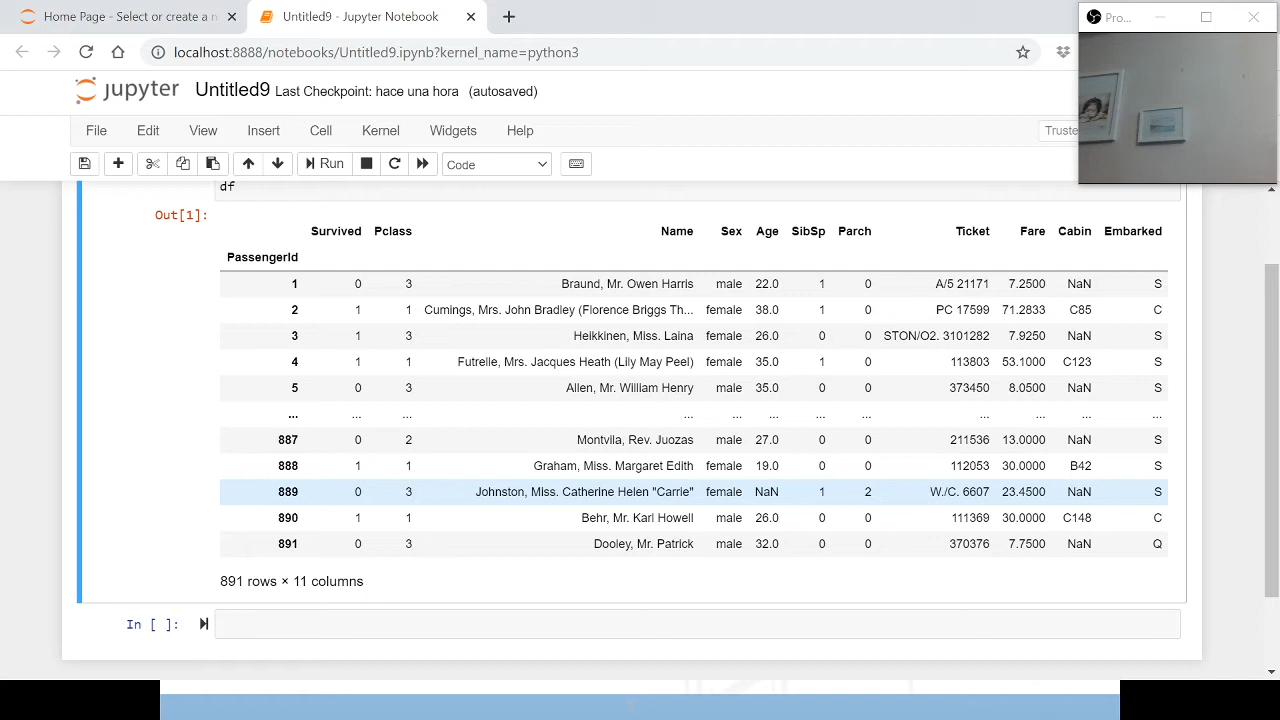 Home Page - Select or create a n
Untitled9 - Jupyter Notebook
Pro...
localhost:8888/notebooks/Untitled9.ipynb?kernel_name=python3
jupyter Untitled9 Last Checkpoint: hace una hora (autosaved)
File Edit View Insert Cell Kernel Widgets Help Truste
Run Code
df
Out[1]:
Survived Pclass Name Sex Age SibSp Parch Ticket Fare Cabin Embarked
PassengerId
1 0 3 Braund, Mr. Owen Harris male 22.0 1 0 A/5 21171 7.2500 NaN S
2 1 1 Cumings, Mrs. John Bradley (Florence Briggs Th... female 38.0 1 0 PC 17599 71.2833 C85 C
3 1 3 Heikkinen, Miss. Laina female 26.0 0 0 STON/O2. 3101282 7.9250 NaN S
4 1 1 Futrelle, Mrs. Jacques Heath (Lily May Peel) female 35.0 1 0 113803 53.1000 C123 S
5 0 3 Allen, Mr. William Henry male 35.0 0 0 373450 8.0500 NaN S
... ... ... ... ... ... ... ... ... ... ... ...
887 0 2 Montvila, Rev. Juozas male 27.0 0 0 211536 13.0000 NaN S
888 1 1 Graham, Miss. Margaret Edith female 19.0 0 0 112053 30.0000 B42 S
889 0 3 Johnston, Miss. Catherine Helen "Carrie" female NaN 1 2 W./C. 6607 23.4500 NaN S
890 1 1 Behr, Mr. Karl Howell male 26.0 0 0 111369 30.0000 C148 C
891 0 3 Dooley, Mr. Patrick male 32.0 0 0 370376 7.7500 NaN Q
891 rows × 11 columns
In [ ]: